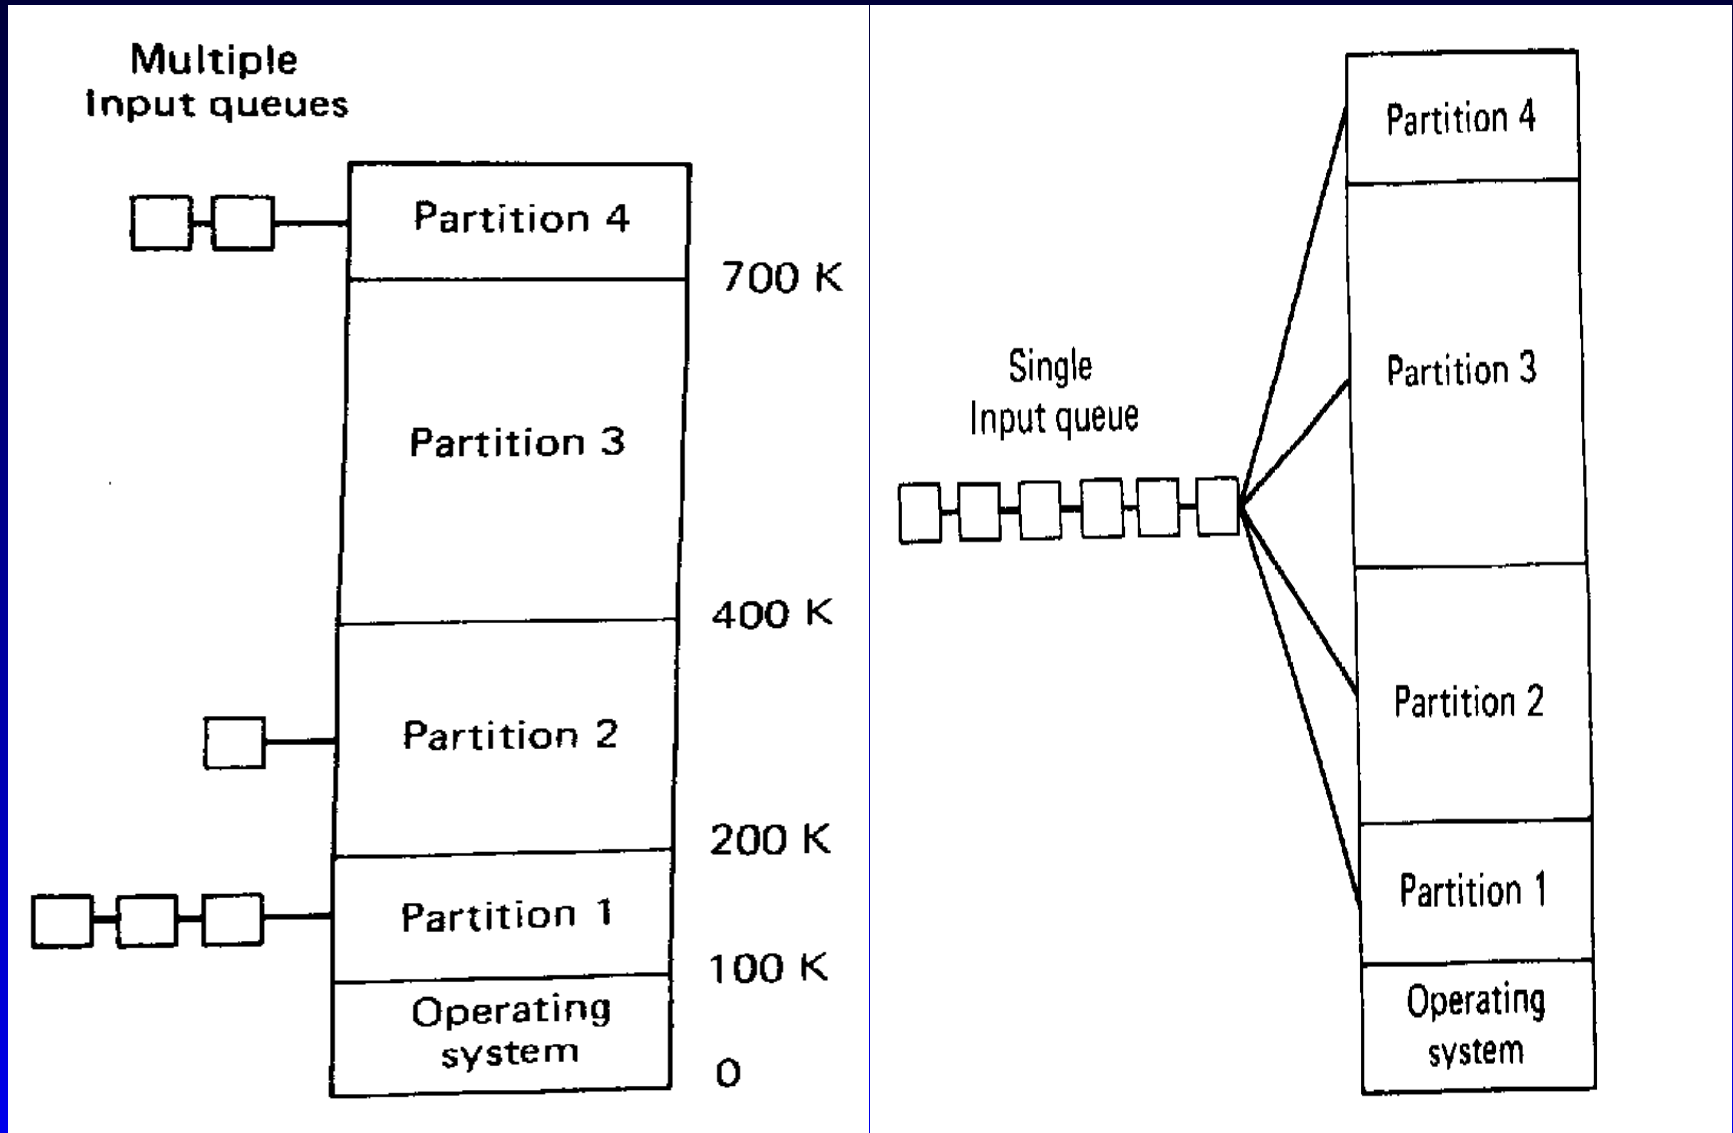 Multiple
Input queues
Partition 4
700 K
Partition 3
400 K
Partition 2
200 K
Partition 1
100 K
Operating
system
0
Single
Input queue
Partition 4
Partition 3
Partition 2
Partition 1
Operating
system